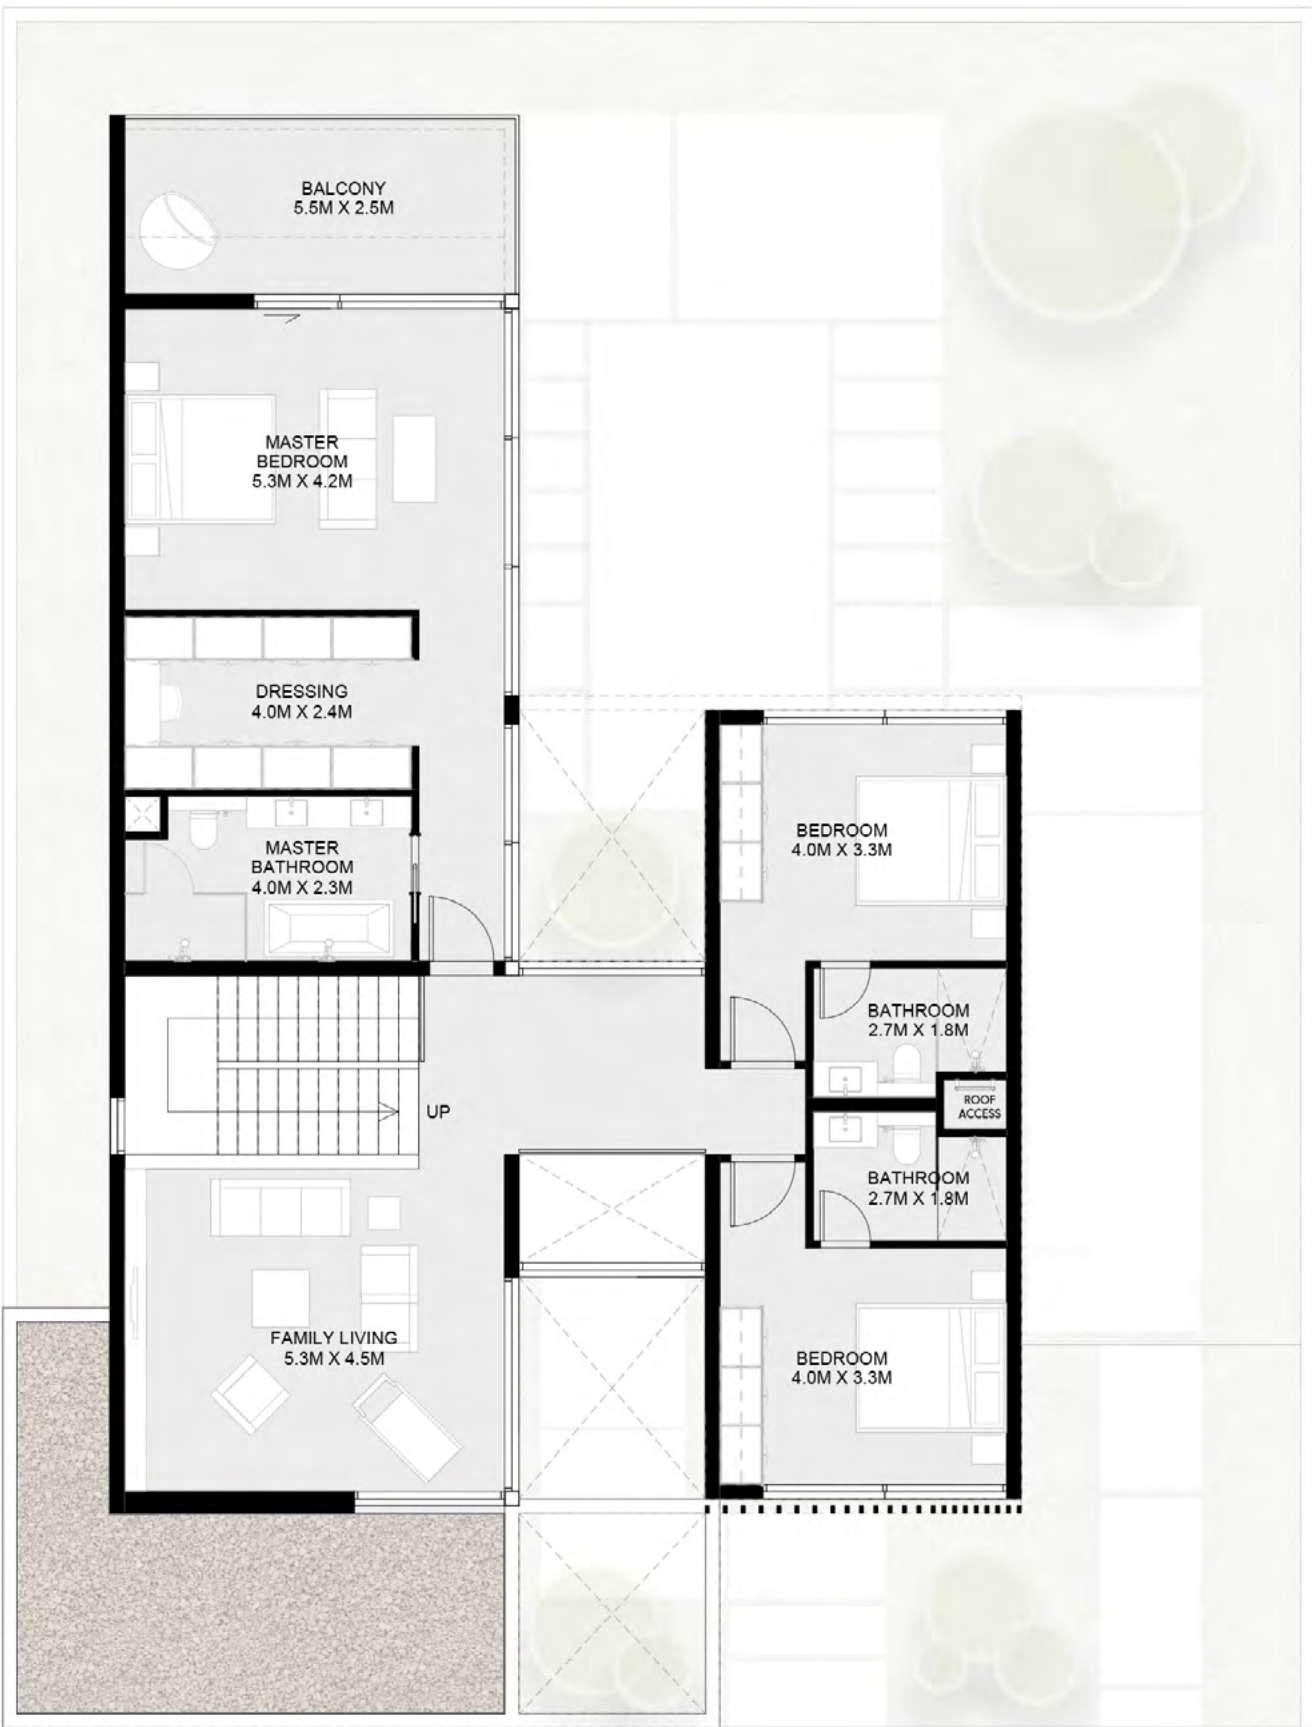 BALCONY
5.5M X 2.5M
MASTER
BEDROOM
5.3M X 4.2M
DRESSING
4.0M X 2.4M
MASTER
BATHROOM
4.0M X 2.3M
BEDROOM
4.0M X 3.3M
BATHROOM
2.7M X 1.8M
ROOF
ACCESS
UP
BATHROOM
2.7M X 1.8M
FAMILY LIVING
5.3M X 4.5M
BEDROOM
4.0M X 3.3M